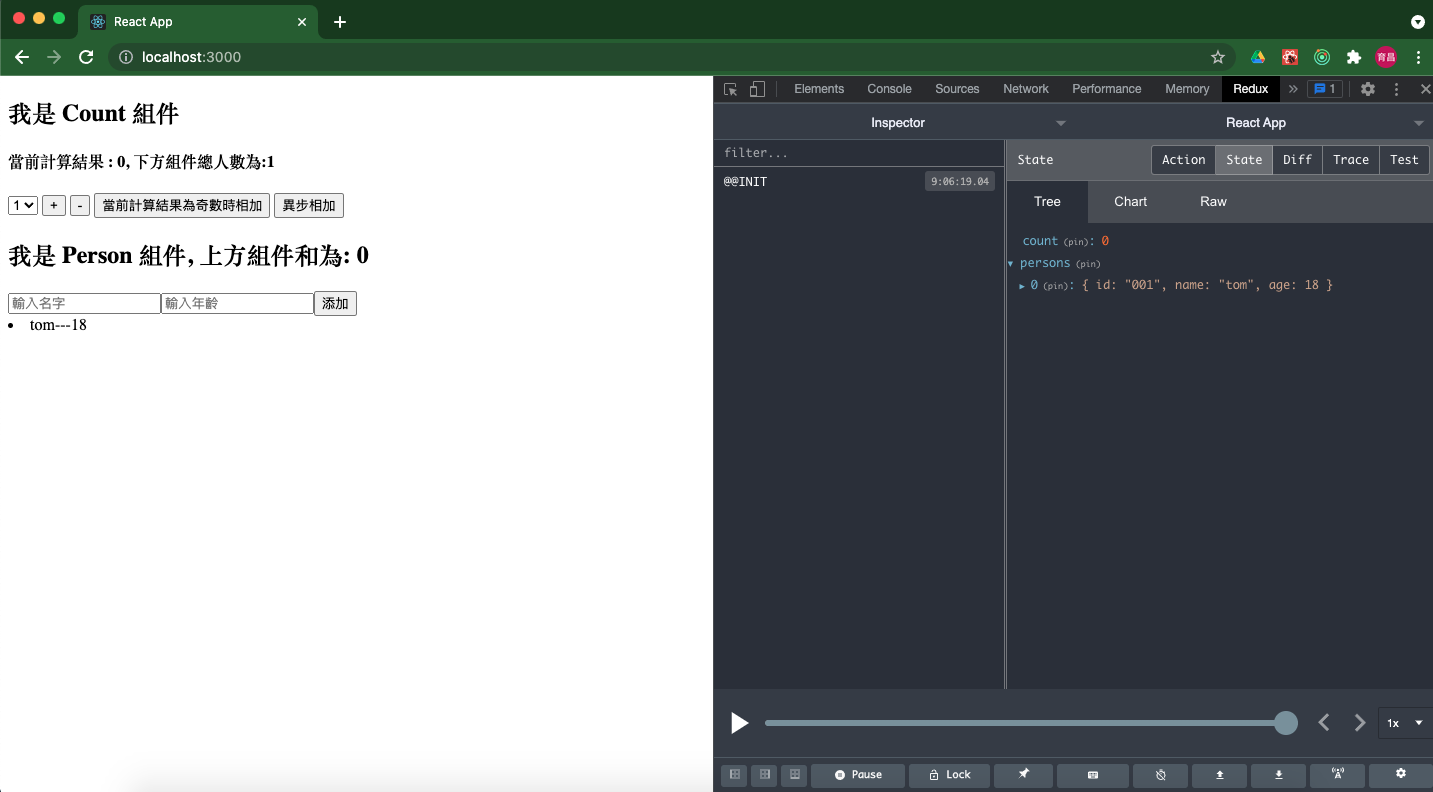 React App
localhost:3000
育昌
我是 Count 組件
當前計算結果 : 0, 下方組件總人數為:1
1 + - 當前計算結果為奇數時相加 異步相加
我是 Person 組件, 上方組件和為: 0
輸入名字 輸入年齡 添加
tom---18
Elements Console Sources Network Performance Memory Redux » 1
Inspector React App
filter...
@@INIT 9:06:19.04
State Action State Diff Trace Test
Tree Chart Raw
count (pin): 0
persons (pin)
0 (pin): { id: "001", name: "tom", age: 18 }
1x
Pause Lock